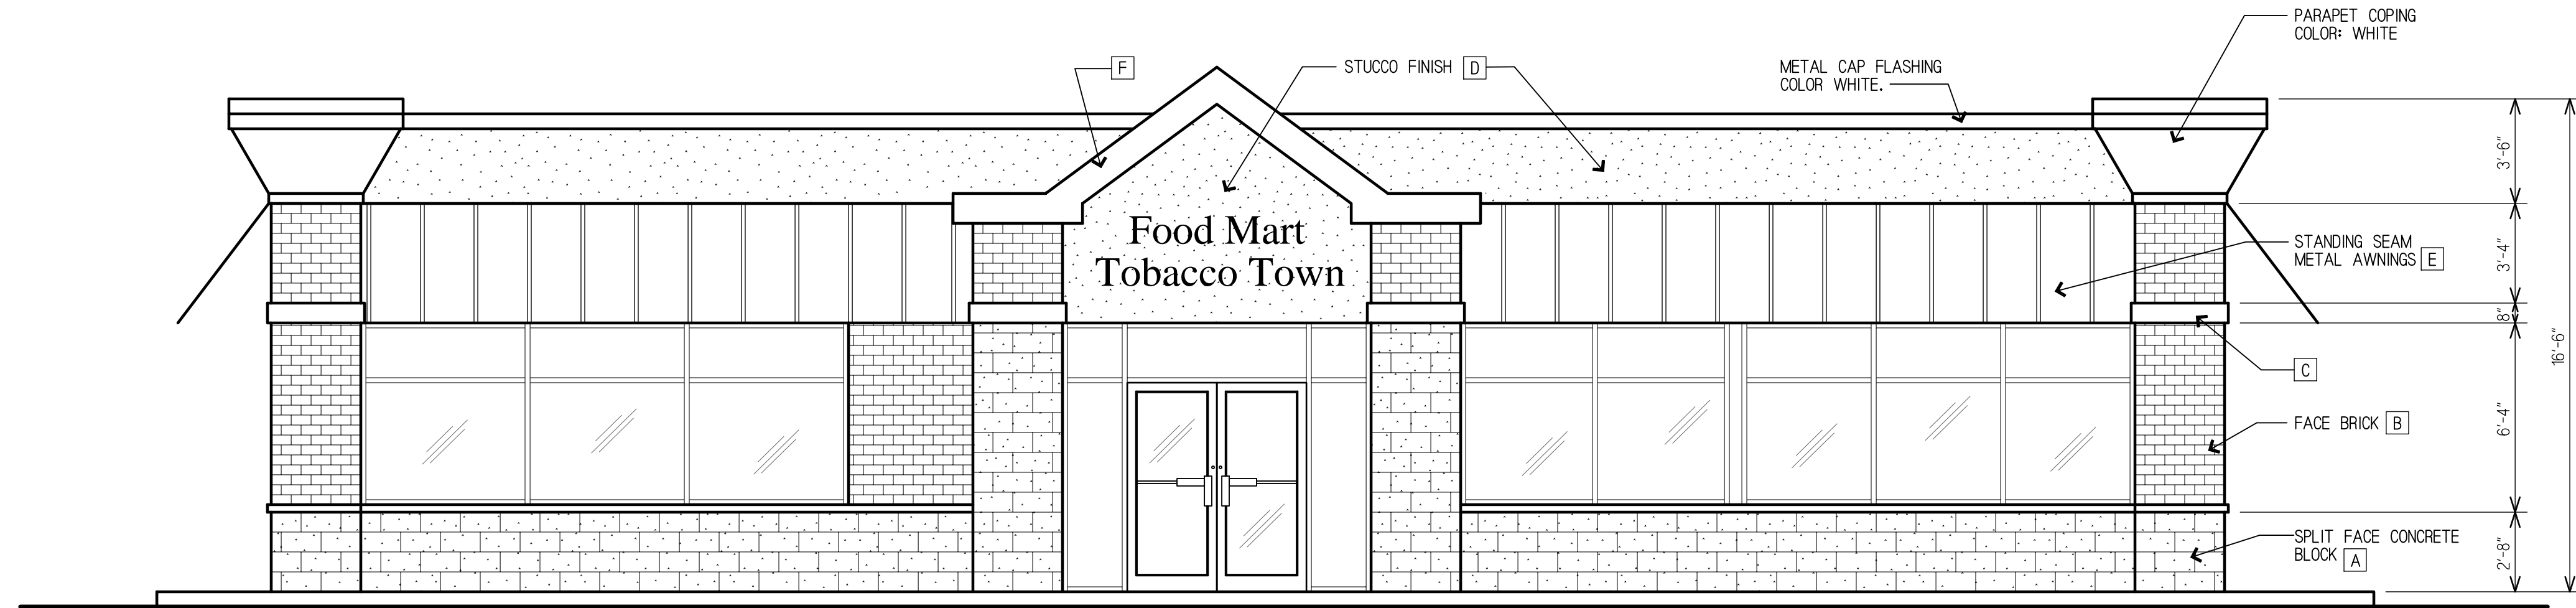 PARAPET COPING
COLOR: WHITE
F
STUCCO FINISH D
METAL CAP FLASHING
COLOR WHITE.
3'-6"
Food Mart
Tobacco Town
STANDING SEAM
METAL AWNINGS E
3'-4"
8"
16'-6"
C
FACE BRICK B
6'-4"
SPLIT FACE CONCRETE
BLOCK A
2'-8"